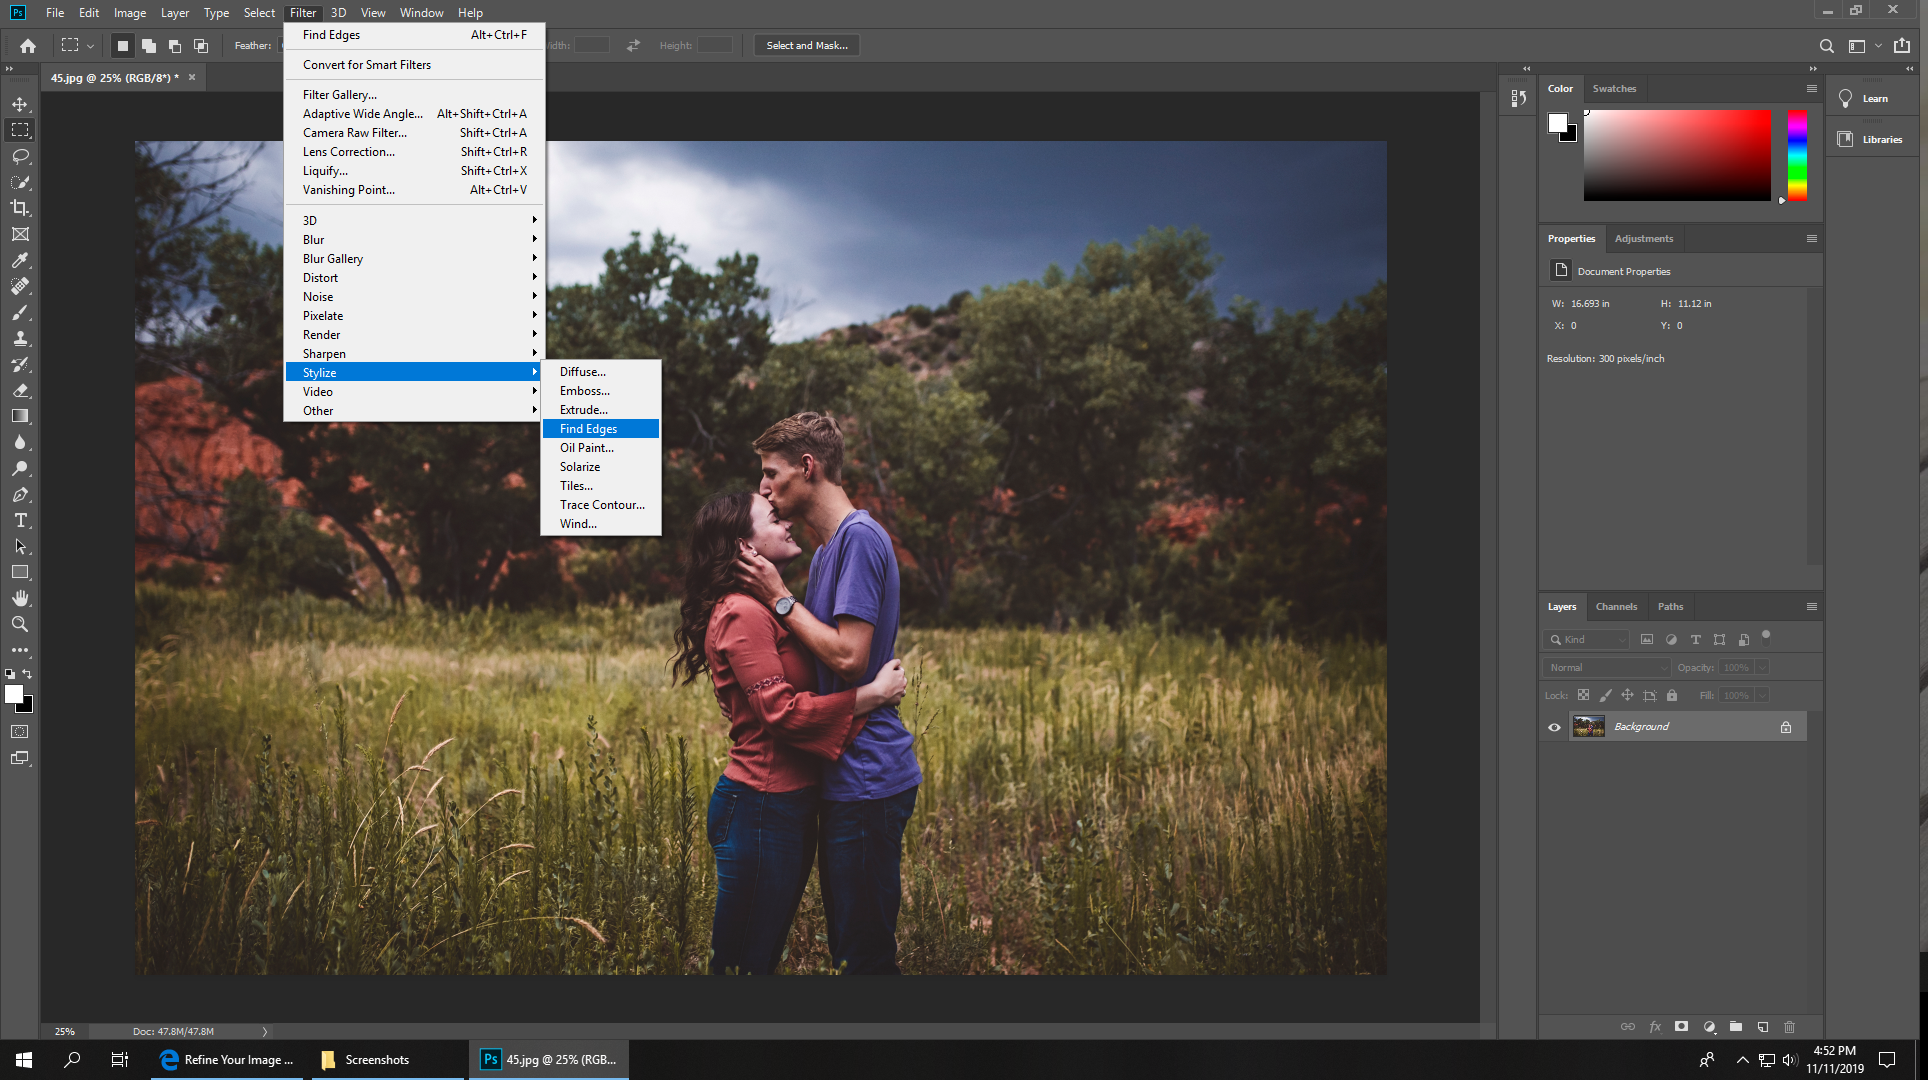 Ps File Edit Image Layer Type Select Filter 3D View Window Help
Feather: Height: Select and Mask...
45.jpg @ 25% (RGB/8*) * ×
Find Edges Alt+Ctrl+F
Convert for Smart Filters
Filter Gallery...
Adaptive Wide Angle... Alt+Shift+Ctrl+A
Camera Raw Filter... Shift+Ctrl+A
Lens Correction... Shift+Ctrl+R
Liquify... Shift+Ctrl+X
Vanishing Point... Alt+Ctrl+V
3D
Blur
Blur Gallery
Distort
Noise
Pixelate
Render
Sharpen
Stylize
Video
Other
Diffuse...
Emboss...
Extrude...
Find Edges
Oil Paint...
Solarize
Tiles...
Trace Contour...
Wind...
Color Swatches
Learn
Libraries
Properties Adjustments
Document Properties
W: 16.693 in H: 11.12 in
X: 0 Y: 0
Resolution: 300 pixels/inch
Layers Channels Paths
Kind
Normal Opacity: 100%
Lock: Fill: 100%
Background
fx
25% Doc: 47.8M/47.8M
Refine Your Image ... Screenshots Ps 45.jpg @ 25% (RGB...
4:52 PM
11/11/2019